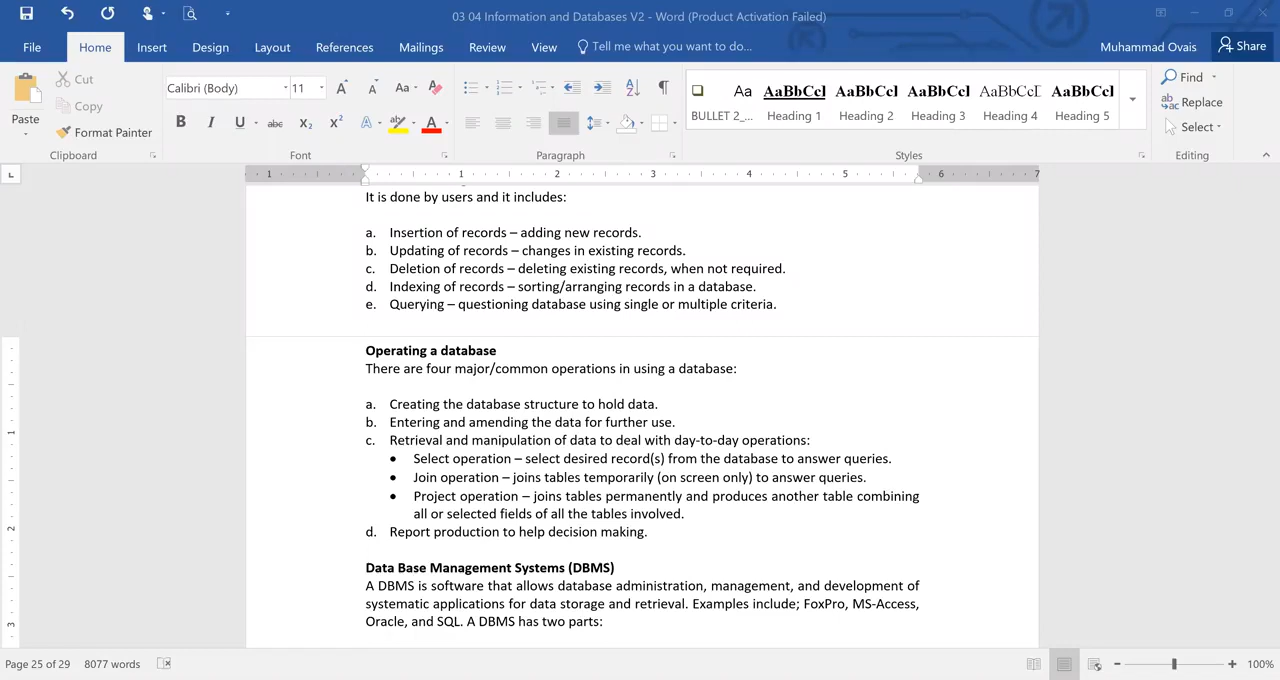 03 04 Information and Databases V2 - Word (Product Activation Failed)
File Home Insert Design Layout References Mailings Review View Tell me what you want to do... Muhammad Ovais Share
Paste
Cut
Copy
Format Painter
Clipboard
Calibri (Body) 11
Font
Paragraph
Aa AaBbCcI AaBbCcI AaBbCcI AaBbCcD AaBbCcI
BULLET 2_... Heading 1 Heading 2 Heading 3 Heading 4 Heading 5
Styles
Find
Replace
Select
Editing
1 1 2 3 4 5 6 7
It is done by users and it includes:
a. Insertion of records – adding new records.
b. Updating of records – changes in existing records.
c. Deletion of records – deleting existing records, when not required.
d. Indexing of records – sorting/arranging records in a database.
e. Querying – questioning database using single or multiple criteria.
Operating a database
There are four major/common operations in using a database:
a. Creating the database structure to hold data.
b. Entering and amending the data for further use.
c. Retrieval and manipulation of data to deal with day-to-day operations:
• Select operation – select desired record(s) from the database to answer queries.
• Join operation – joins tables temporarily (on screen only) to answer queries.
• Project operation – joins tables permanently and produces another table combining
all or selected fields of all the tables involved.
d. Report production to help decision making.
Data Base Management Systems (DBMS)
A DBMS is software that allows database administration, management, and development of
systematic applications for data storage and retrieval. Examples include; FoxPro, MS-Access,
Oracle, and SQL. A DBMS has two parts:
1
2
3
Page 25 of 29 8077 words 100%